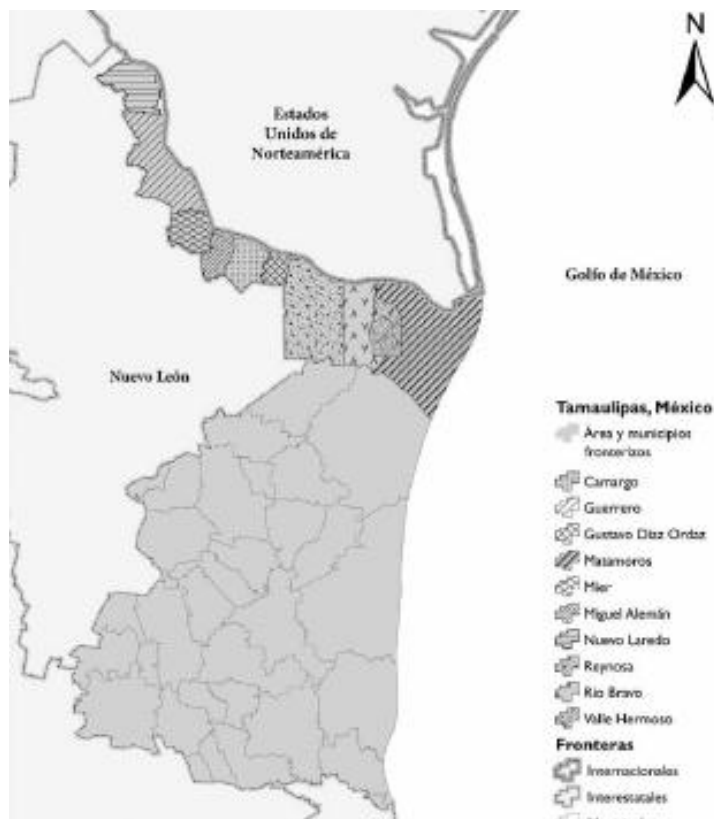 N
Estados
Unidos de
Norteamérica
Golfo de México
Nuevo León
Tamaulipas, México
Área y municipios
fronterizos
Camargo
Guerrero
Gustavo Díaz Ordaz
Matamoros
Mier
Miguel Alemán
Nuevo Laredo
Reynosa
Río Bravo
Valle Hermoso
Fronteras
Internacionales
Interestatales